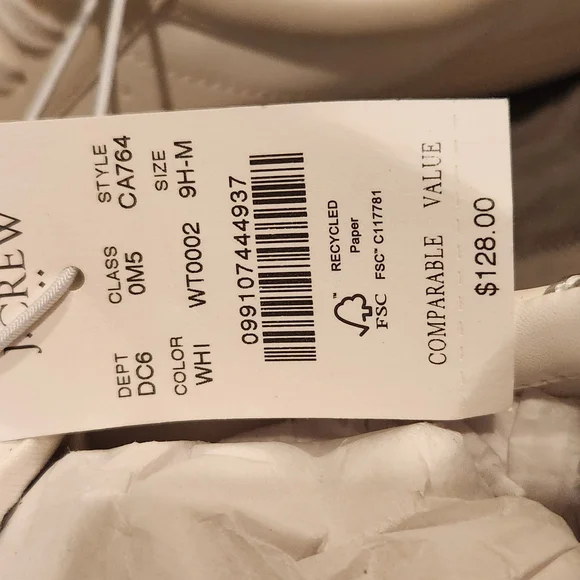 J.CREW
DEPT CLASS STYLE
DC6 0M5 CA764
COLOR SIZE
WHI WT0002 9H-M
099107444937
RECYCLED
Paper
FSC™ C117781
FSC
COMPARABLE VALUE
$128.00